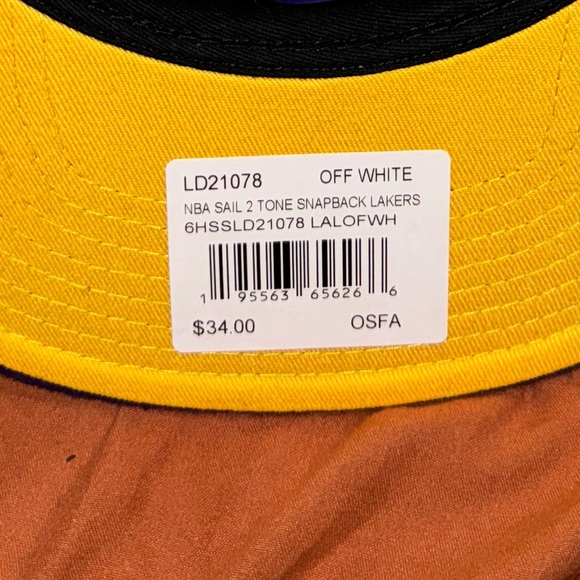 LD21078 OFF WHITE
NBA SAIL 2 TONE SNAPBACK LAKERS
6HSSLD21078 LALOFWH
1 95563 65626 6
$34.00 OSFA